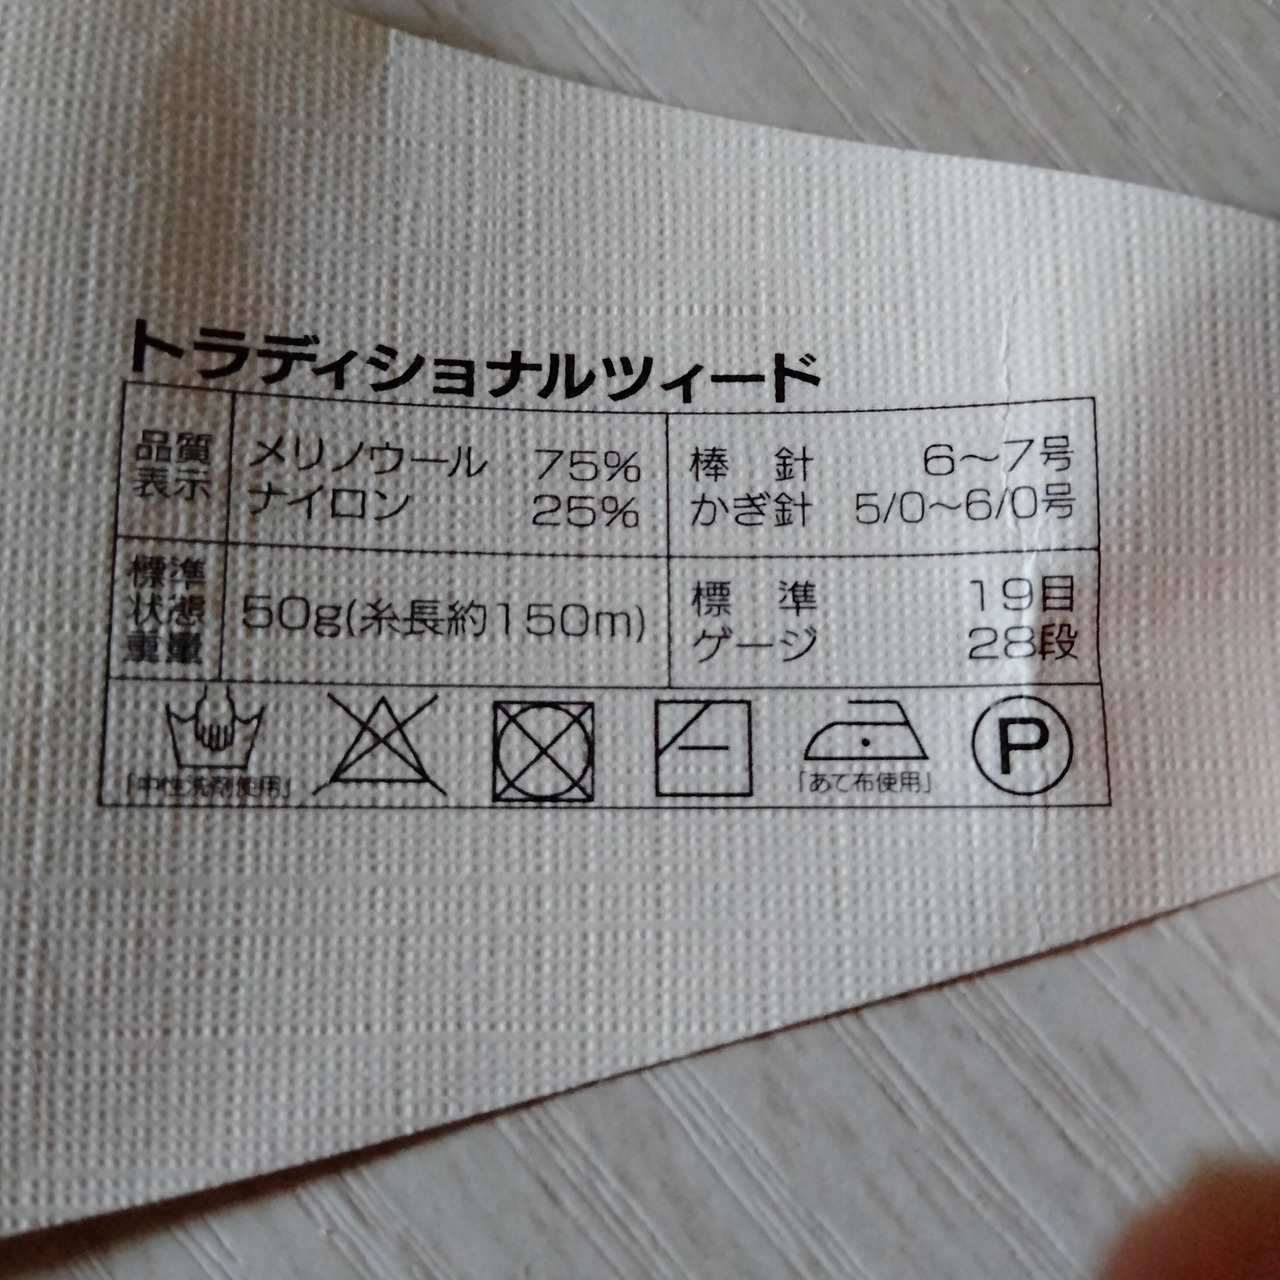 トラディショナルツィード
品質表示
メリノウール 75%
ナイロン 25%
棒針 6〜7号
かぎ針 5/0〜6/0号
標準状態重量
50g(糸長約150m)
標準ゲージ
19目
28段
「中性洗剤使用」
「あて布使用」
P